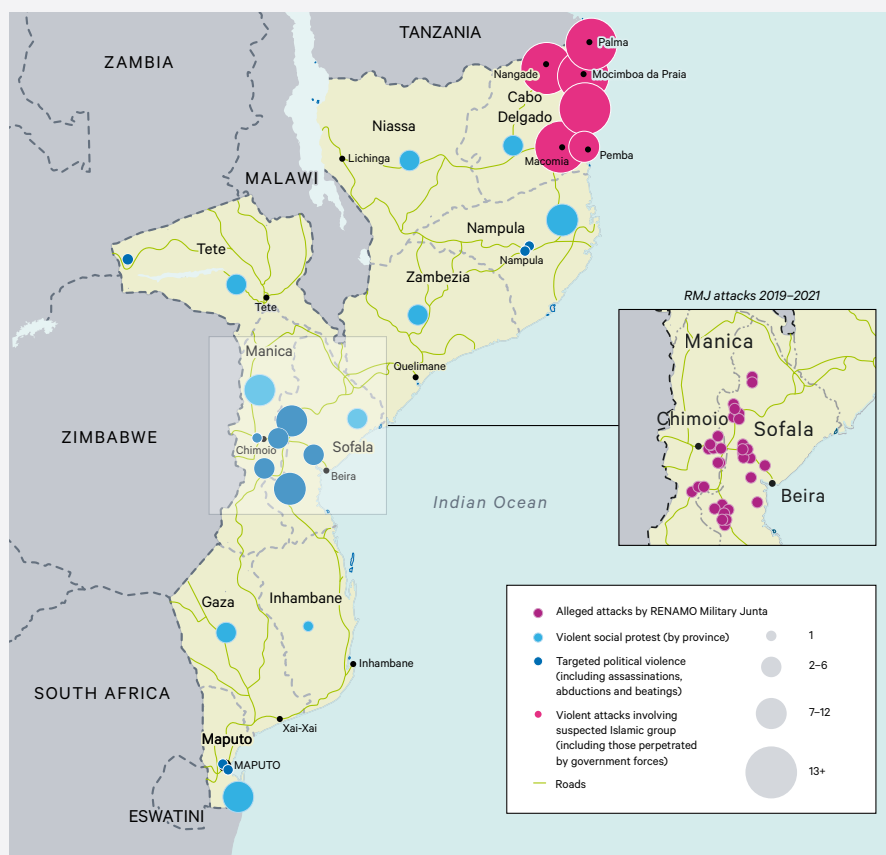 TANZANIA
ZAMBIA
Palma
Nangade
Mocimboa da Praia
Cabo
Delgado
Niassa
Lichinga
Macomia
Pemba
MALAWI
Nampula
Nampula
Tete
Zambezia
Tete
Manica
Quelimane
ZIMBABWE
Chimoio
Sofala
Beira
Indian Ocean
RMJ attacks 2019–2021
Manica
Chimoio
Sofala
Beira
Gaza
Inhambane
Inhambane
SOUTH AFRICA
Xai-Xai
Maputo
MAPUTO
ESWATINI
Alleged attacks by RENAMO Military Junta
Violent social protest (by province)
Targeted political violence
(including assassinations,
abductions and beatings)
Violent attacks involving
suspected Islamic group
(including those perpetrated
by government forces)
Roads
1
2–6
7–12
13+